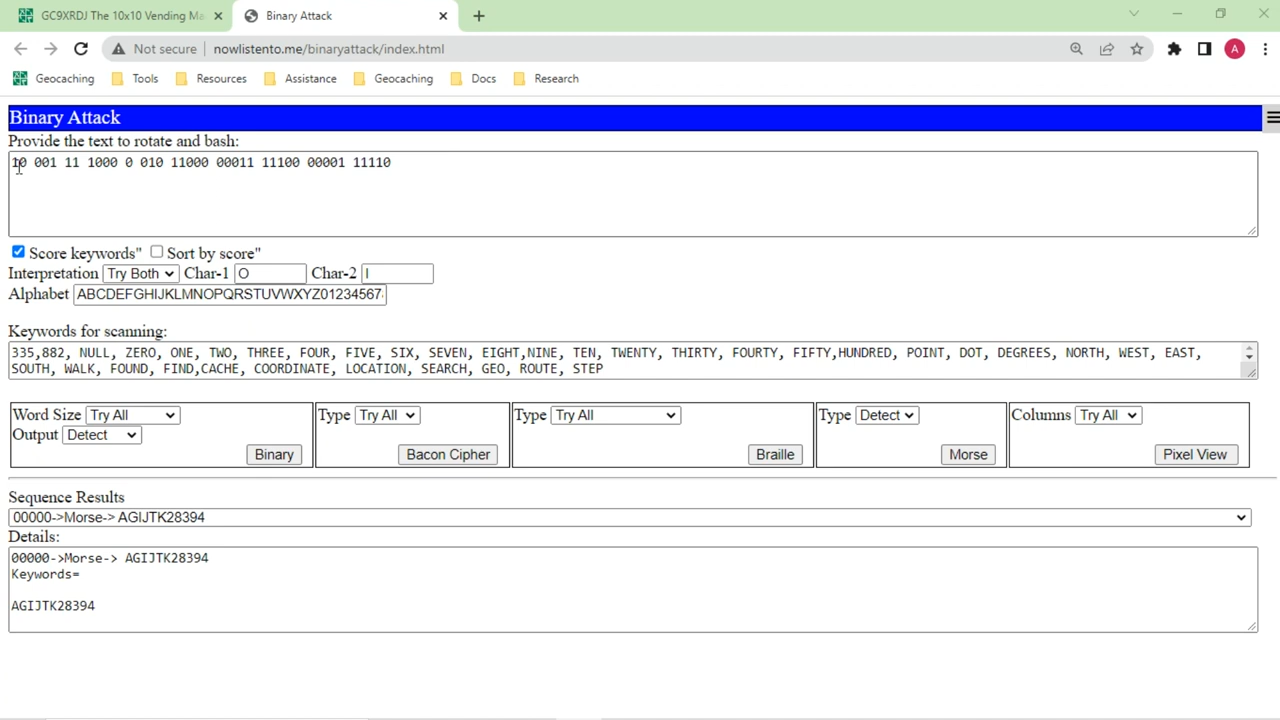 GC9XRDJ The 10x10 Vending Ma
Binary Attack
Not secure nowlistento.me/binaryattack/index.html
A
Geocaching Tools Resources Assistance Geocaching Docs Research
Binary Attack
Provide the text to rotate and bash:
10 001 11 1000 0 010 11000 00011 11100 00001 11110
Score keywords" Sort by score"
Interpretation Try Both Char-1 O Char-2 I
Alphabet ABCDEFGHIJKLMNOPQRSTUVWXYZ01234567
Keywords for scanning:
335,882, NULL, ZERO, ONE, TWO, THREE, FOUR, FIVE, SIX, SEVEN, EIGHT,NINE, TEN, TWENTY, THIRTY, FOURTY, FIFTY,HUNDRED, POINT, DOT, DEGREES, NORTH, WEST, EAST,
SOUTH, WALK, FOUND, FIND,CACHE, COORDINATE, LOCATION, SEARCH, GEO, ROUTE, STEP
Word Size Try All Type Try All Type Try All Type Detect Columns Try All
Output Detect
Binary Bacon Cipher Braille Morse Pixel View
Sequence Results
00000->Morse-> AGIJTK28394
Details:
00000->Morse-> AGIJTK28394
Keywords=
AGIJTK28394